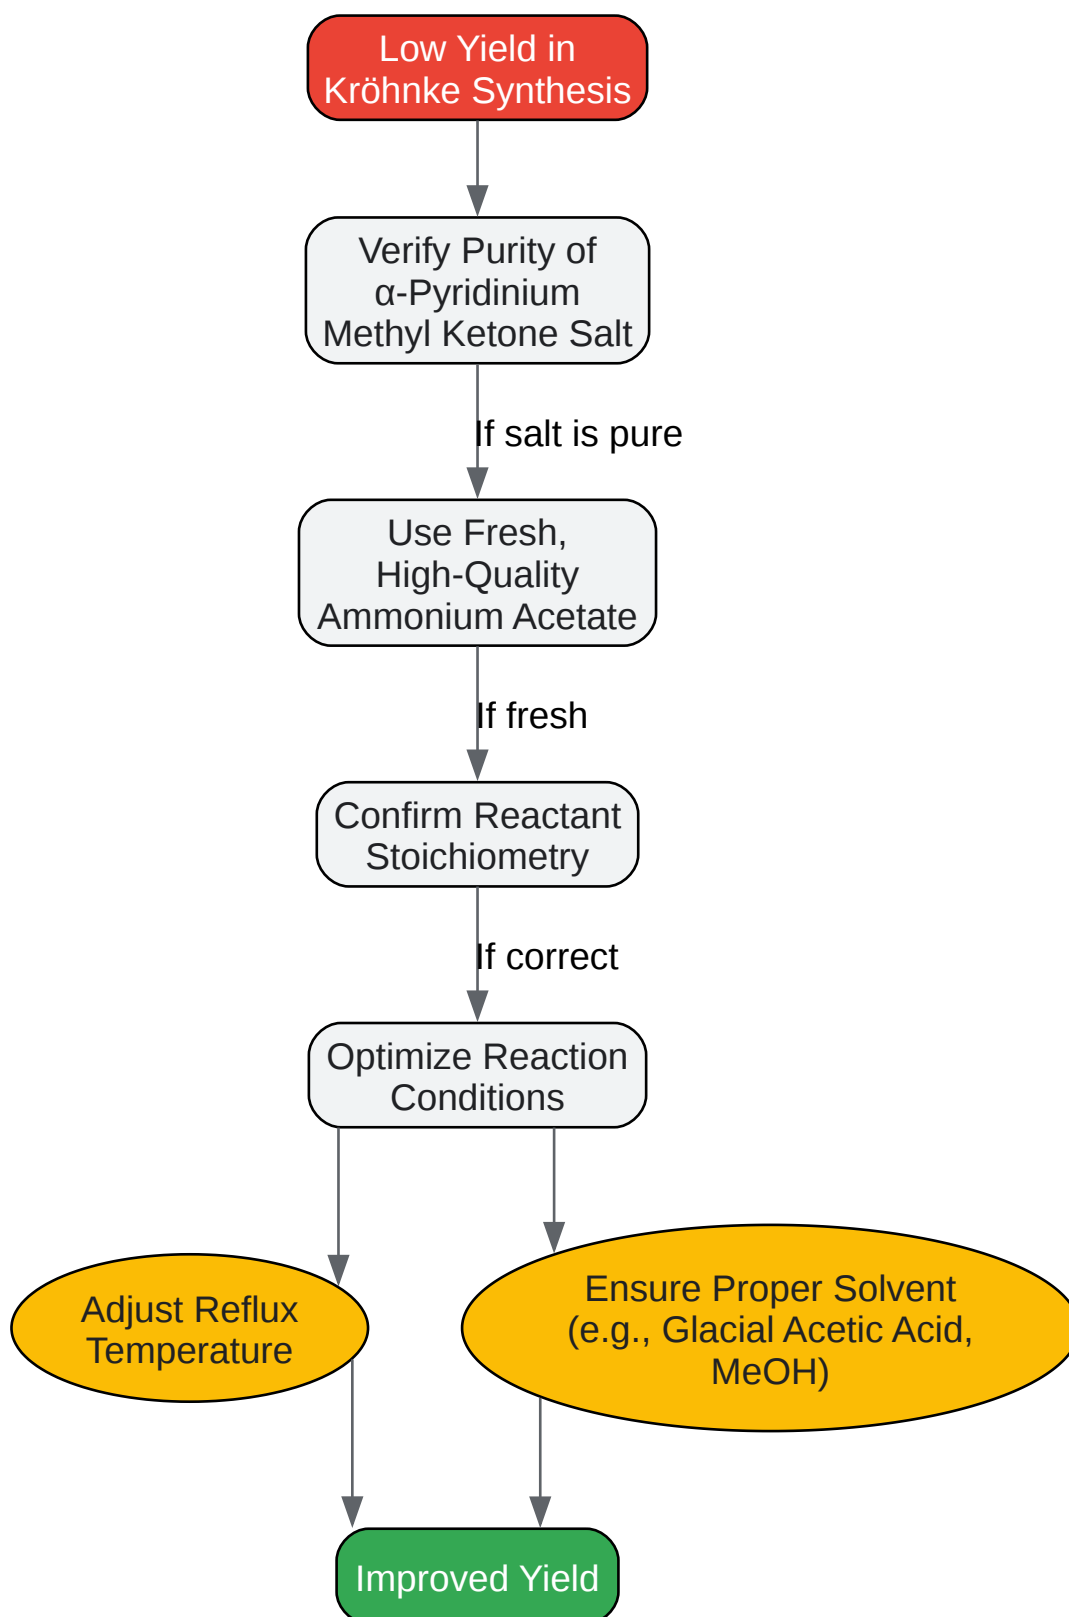 Low Yield in
Kröhnke Synthesis
Verify Purity of
α-Pyridinium
Methyl Ketone Salt
If salt is pure
Use Fresh,
High-Quality
Ammonium Acetate
If fresh
Confirm Reactant
Stoichiometry
If correct
Optimize Reaction
Conditions
Adjust Reflux
Temperature
Ensure Proper Solvent
(e.g., Glacial Acetic Acid,
MeOH)
Improved Yield